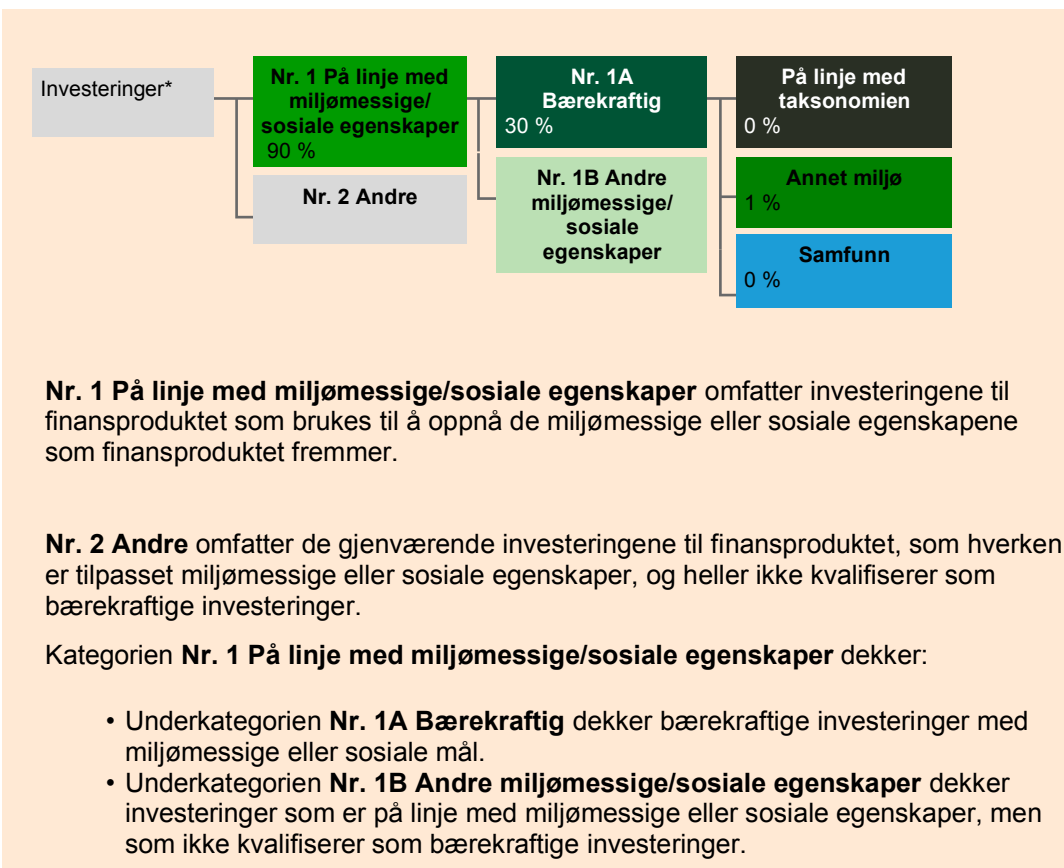 Investeringer*
Nr. 1 På linje med
miljømessige/
sosiale egenskaper
90 %
Nr. 2 Andre
Nr. 1A
Bærekraftig
30 %
Nr. 1B Andre
miljømessige/
sosiale
egenskaper
På linje med
taksonomien
0 %
Annet miljø
1 %
Samfunn
0 %
Nr. 1 På linje med miljømessige/sosiale egenskaper omfatter investeringene til
finansproduktet som brukes til å oppnå de miljømessige eller sosiale egenskapene
som finansproduktet fremmer.
Nr. 2 Andre omfatter de gjenværende investeringene til finansproduktet, som hverken
er tilpasset miljømessige eller sosiale egenskaper, og heller ikke kvalifiserer som
bærekraftige investeringer.
Kategorien Nr. 1 På linje med miljømessige/sosiale egenskaper dekker:
• Underkategorien Nr. 1A Bærekraftig dekker bærekraftige investeringer med
miljømessige eller sosiale mål.
• Underkategorien Nr. 1B Andre miljømessige/sosiale egenskaper dekker
investeringer som er på linje med miljømessige eller sosiale egenskaper, men
som ikke kvalifiserer som bærekraftige investeringer.